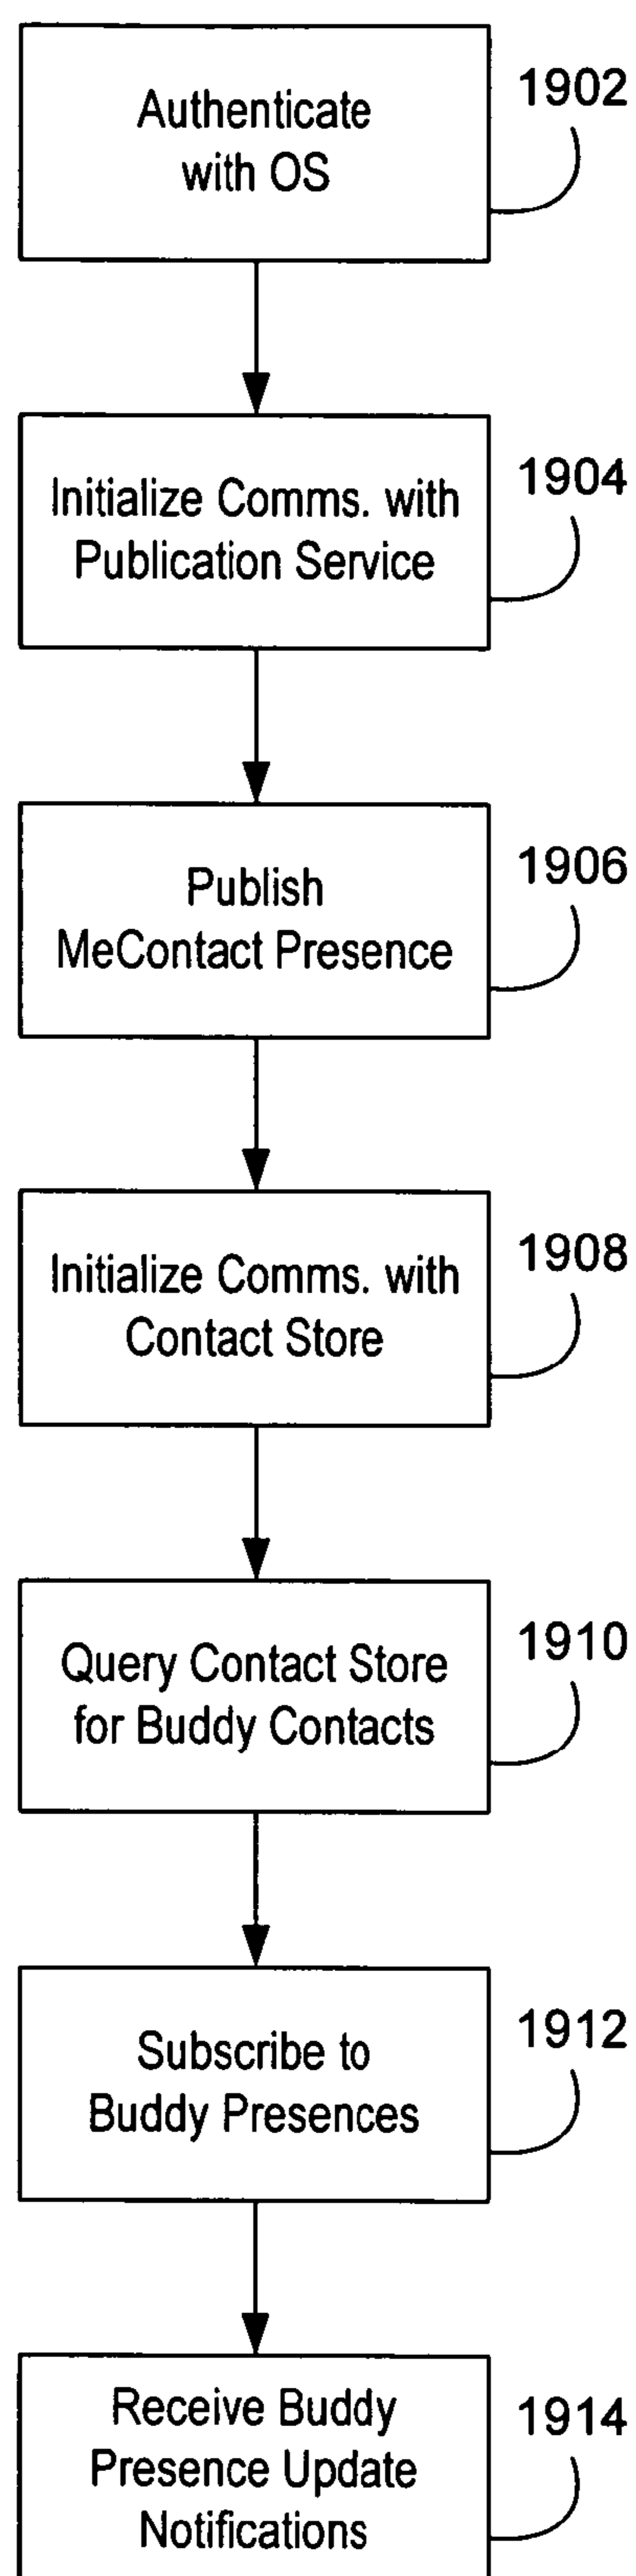 Authenticate
with OS
1902
Initialize Comms. with
Publication Service
1904
Publish
MeContact Presence
1906
Initialize Comms. with
Contact Store
1908
Query Contact Store
for Buddy Contacts
1910
Subscribe to
Buddy Presences
1912
Receive Buddy
Presence Update
Notifications
1914